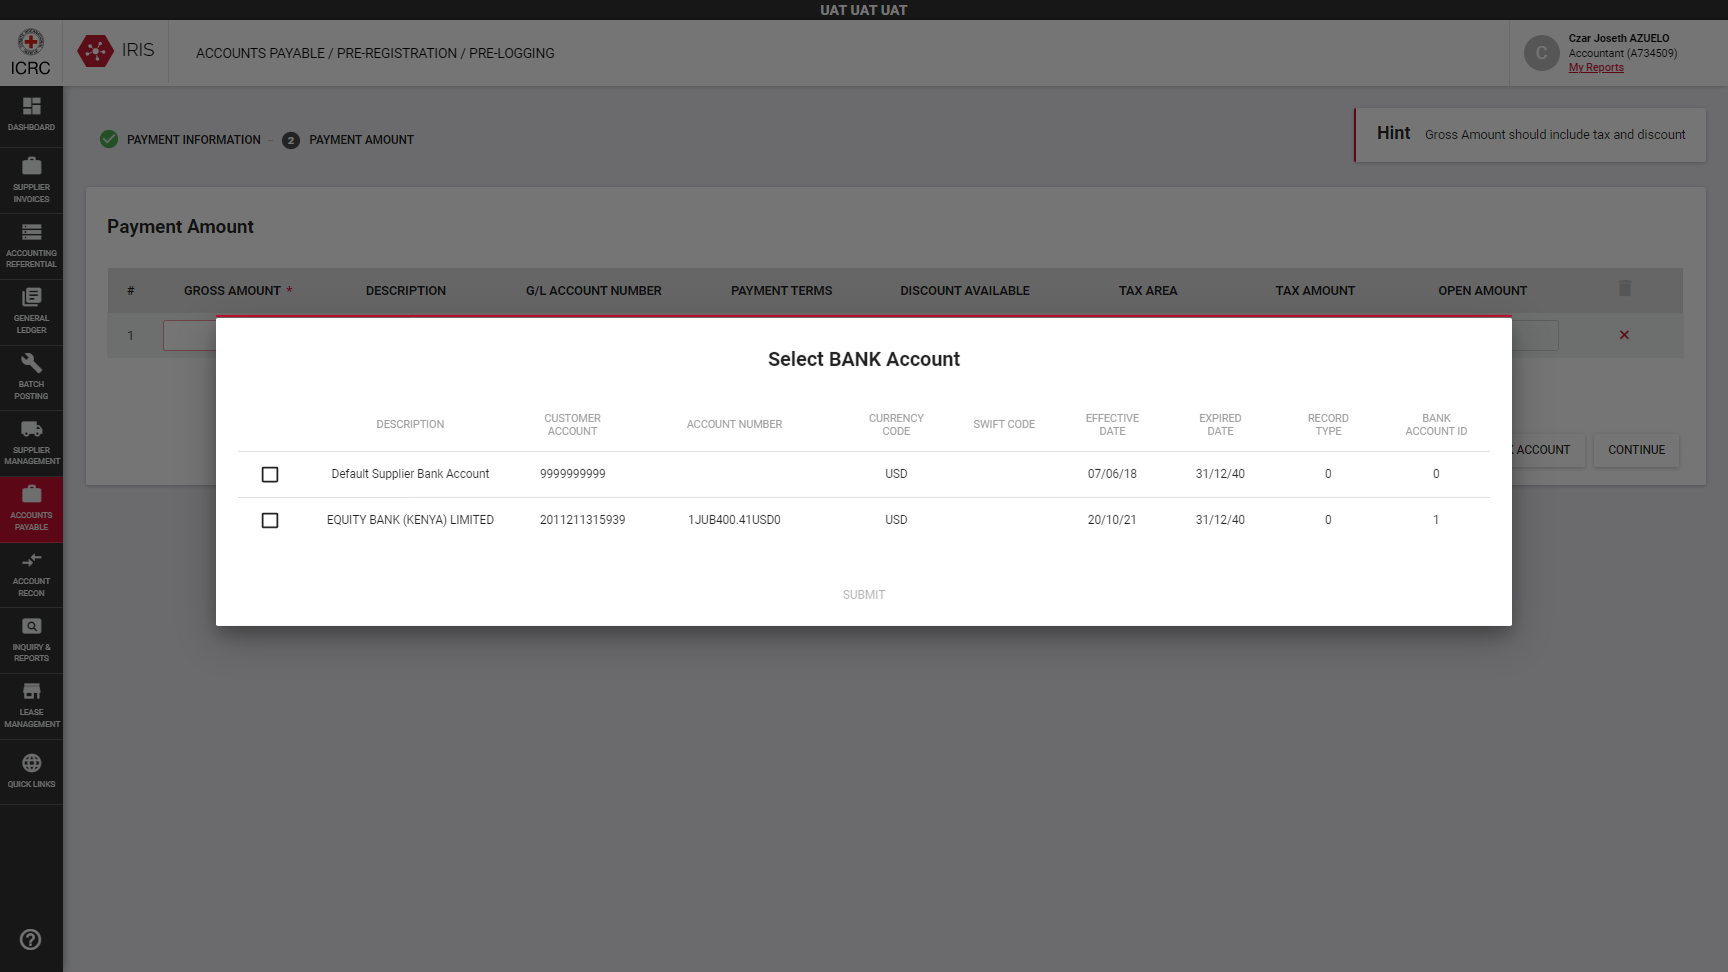 UAT UAT UAT
ICRC
IRIS
ACCOUNTS PAYABLE / PRE-REGISTRATION / PRE-LOGGING
C
Czar Joseth AZUELO
Accountant (A734509)
My Reports
DASHBOARD
SUPPLIER
INVOICES
ACCOUNTING
REFERENTIAL
GENERAL
LEDGER
BATCH
POSTING
SUPPLIER
MANAGEMENT
ACCOUNTS
PAYABLE
ACCOUNT
RECON
INQUIRY &
REPORTS
LEASE
MANAGEMENT
QUICK LINKS
PAYMENT INFORMATION
2 PAYMENT AMOUNT
Hint Gross Amount should include tax and discount
Payment Amount
# GROSS AMOUNT * DESCRIPTION G/L ACCOUNT NUMBER PAYMENT TERMS DISCOUNT AVAILABLE TAX AREA TAX AMOUNT OPEN AMOUNT
1
ACCOUNT CONTINUE
Select BANK Account
DESCRIPTION CUSTOMER ACCOUNT ACCOUNT NUMBER CURRENCY CODE SWIFT CODE EFFECTIVE DATE EXPIRED DATE RECORD TYPE BANK ACCOUNT ID
Default Supplier Bank Account 9999999999 USD 07/06/18 31/12/40 0 0
EQUITY BANK (KENYA) LIMITED 2011211315939 1JUB400.41USD0 USD 20/10/21 31/12/40 0 1
SUBMIT